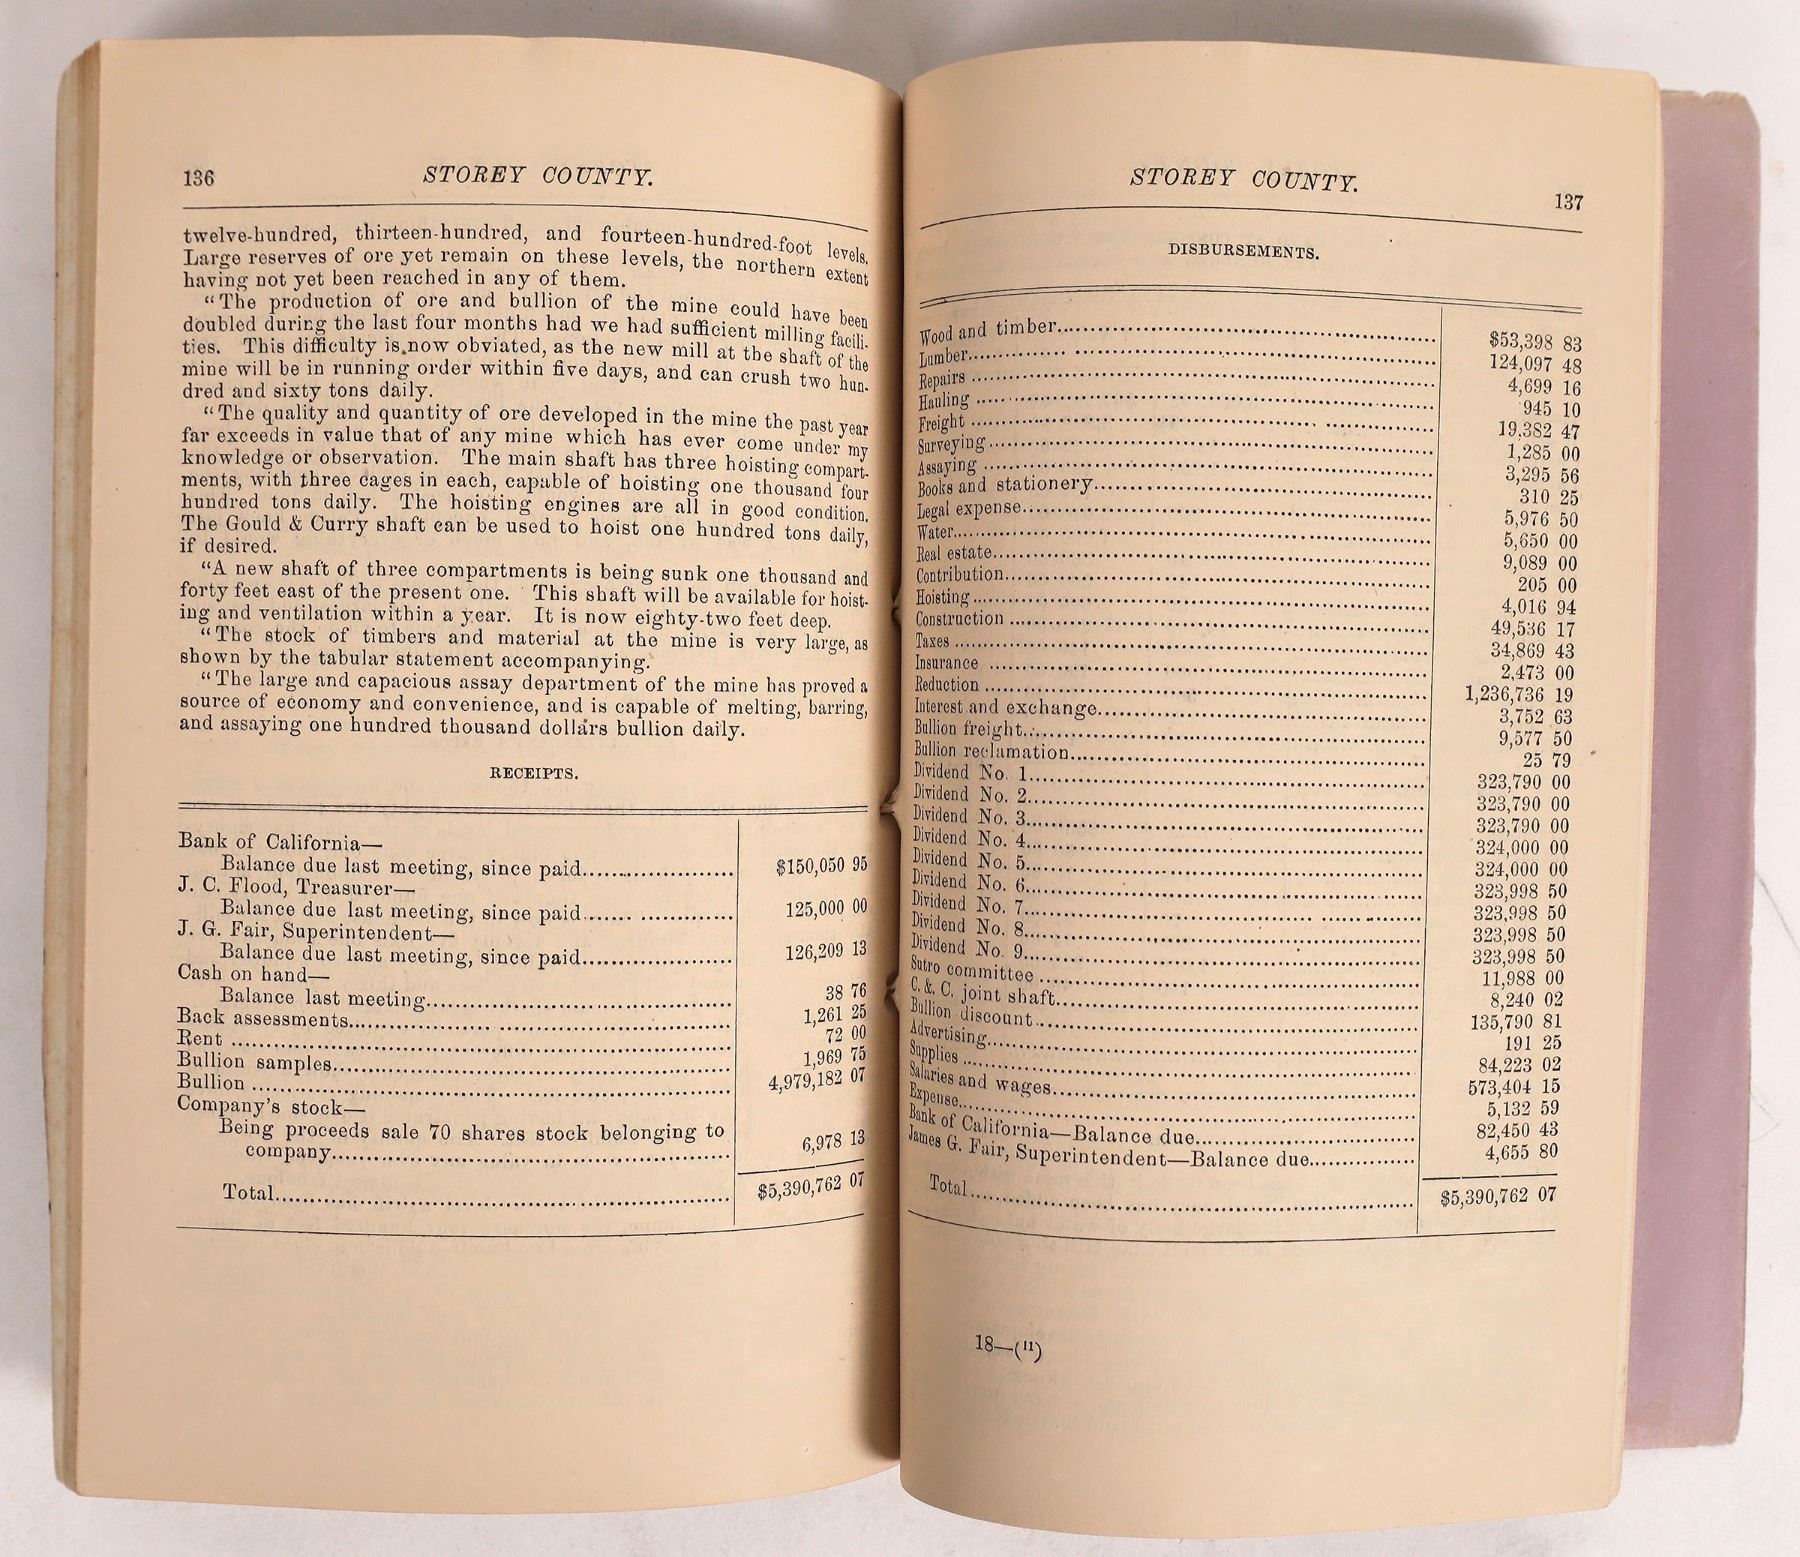 136
STOREY COUNTY.
twelve-hundred, thirteen-hundred, and fourteen-hundred-foot levels.
Large reserves of ore yet remain on these levels, the northern extent
having not yet been reached in any of them.
"The production of ore and bullion of the mine could have been
doubled during the last four months had we had sufficient milling facili-
ties. This difficulty is now obviated, as the new mill at the shaft of the
mine will be in running order within five days, and can crush two hun-
dred and sixty tons daily.
"The quality and quantity of ore developed in the mine the past year
far exceeds in value that of any mine which has ever come under my
knowledge or observation. The main shaft has three hoisting compart-
ments, with three cages in each, capable of hoisting one thousand four
hundred tons daily. The hoisting engines are all in good condition.
The Gould & Curry shaft can be used to hoist one hundred tons daily,
if desired.
"A new shaft of three compartments is being sunk one thousand and
forty feet east of the present one. This shaft will be available for hoist-
ing and ventilation within a year. It is now eighty-two feet deep.
"The stock of timbers and material at the mine is very large, as
shown by the tabular statement accompanying.
"The large and capacious assay department of the mine has proved a
source of economy and convenience, and is capable of melting, barring,
and assaying one hundred thousand dollars bullion daily.
RECEIPTS.
Bank of California—
Balance due last meeting, since paid........ $150,050 95
J. C. Flood, Treasurer—
Balance due last meeting, since paid........ 125,000 00
J. G. Fair, Superintendent—
Balance due last meeting, since paid........ 126,209 13
Cash on hand—
Balance last meeting........ 38 76
Back assessments........ 1,261 25
Rent ........ 72 00
Bullion samples........ 1,969 75
Bullion ........ 4,979,182 07
Company's stock—
Being proceeds sale 70 shares stock belonging to
company........ 6,978 13
Total........ $5,390,762 07
STOREY COUNTY.
137
DISBURSEMENTS.
Wood and timber........ $53,398 83
Lumber........ 124,097 48
Repairs ........ 4,699 16
Hauling ........ 945 10
Freight ........ 19,382 47
Surveying........ 1,285 00
Assaying ........ 3,295 56
Books and stationery........ 310 25
Legal expense........ 5,976 50
Water........ 5,650 00
Real estate........ 9,089 00
Contribution........ 205 00
Hoisting........ 4,016 94
Construction ........ 49,536 17
Taxes ........ 34,869 43
Insurance ........ 2,473 00
Reduction ........ 1,236,736 19
Interest and exchange........ 3,752 63
Bullion freight........ 9,577 50
Bullion reclamation........ 25 79
Dividend No. 1........ 323,790 00
Dividend No. 2........ 323,790 00
Dividend No. 3........ 323,790 00
Dividend No. 4........ 324,000 00
Dividend No. 5........ 324,000 00
Dividend No. 6........ 323,998 50
Dividend No. 7........ 323,998 50
Dividend No. 8........ 323,998 50
Dividend No. 9........ 323,998 50
Sutro committee ........ 11,988 00
C. & C. joint shaft........ 8,240 02
Bullion discount........ 135,790 81
Advertising........ 191 25
Supplies ........ 84,223 02
Salaries and wages........ 573,404 15
Expense........ 5,132 59
Bank of California—Balance due........ 82,450 43
James G. Fair, Superintendent—Balance due........ 4,655 80
Total........ $5,390,762 07
18—(11)